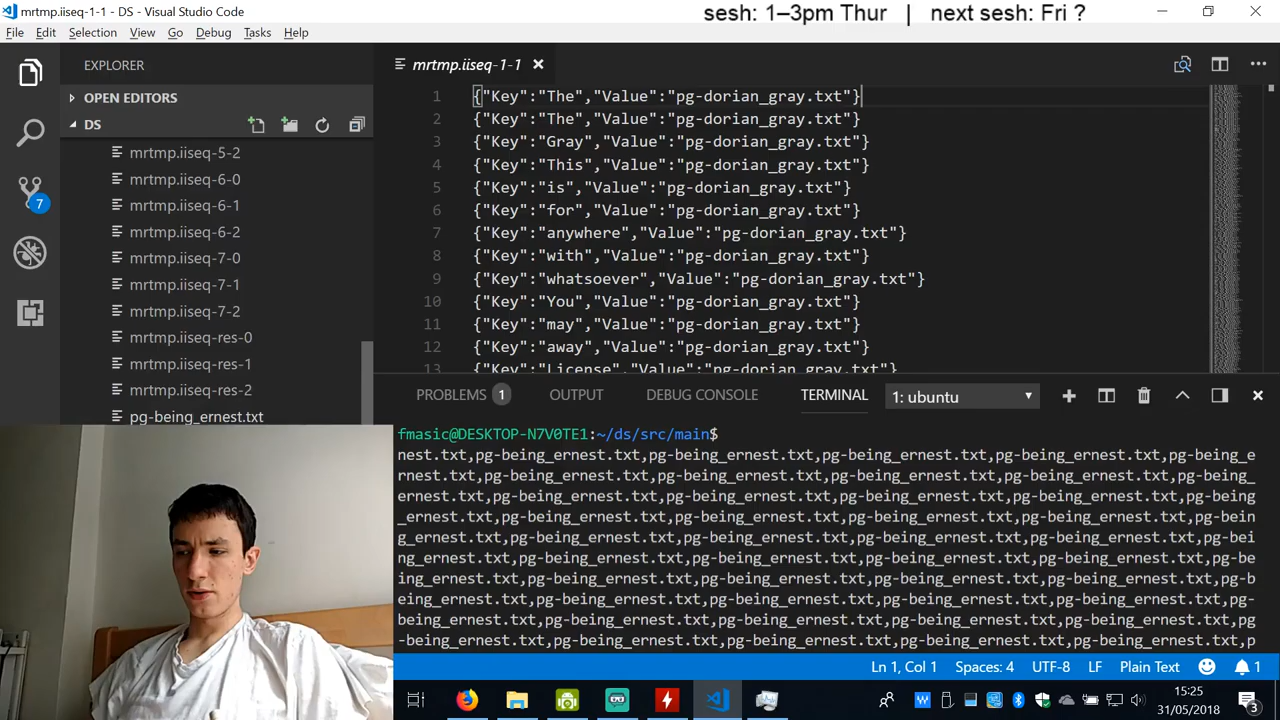 mrtmp.iiseq-1-1 - DS - Visual Studio Code
sesh: 1–3pm Thur | next sesh: Fri ?
File Edit Selection View Go Debug Tasks Help
EXPLORER
OPEN EDITORS
DS
mrtmp.iiseq-5-2
mrtmp.iiseq-6-0
mrtmp.iiseq-6-1
mrtmp.iiseq-6-2
mrtmp.iiseq-7-0
mrtmp.iiseq-7-1
mrtmp.iiseq-7-2
mrtmp.iiseq-res-0
mrtmp.iiseq-res-1
mrtmp.iiseq-res-2
pg-being_ernest.txt
7
mrtmp.iiseq-1-1
1 {"Key":"The","Value":"pg-dorian_gray.txt"}
2 {"Key":"The","Value":"pg-dorian_gray.txt"}
3 {"Key":"Gray","Value":"pg-dorian_gray.txt"}
4 {"Key":"This","Value":"pg-dorian_gray.txt"}
5 {"Key":"is","Value":"pg-dorian_gray.txt"}
6 {"Key":"for","Value":"pg-dorian_gray.txt"}
7 {"Key":"anywhere","Value":"pg-dorian_gray.txt"}
8 {"Key":"with","Value":"pg-dorian_gray.txt"}
9 {"Key":"whatsoever","Value":"pg-dorian_gray.txt"}
10 {"Key":"You","Value":"pg-dorian_gray.txt"}
11 {"Key":"may","Value":"pg-dorian_gray.txt"}
12 {"Key":"away","Value":"pg-dorian_gray.txt"}
13 {"Key":"License","Value":"pg-dorian_gray.txt"}
PROBLEMS 1 OUTPUT DEBUG CONSOLE TERMINAL 1: ubuntu
fmasic@DESKTOP-N7V0TE1:~/ds/src/main$
nest.txt,pg-being_ernest.txt,pg-being_ernest.txt,pg-being_ernest.txt,pg-being_ernest.txt,pg-being_e
rnest.txt,pg-being_ernest.txt,pg-being_ernest.txt,pg-being_ernest.txt,pg-being_ernest.txt,pg-being_
ernest.txt,pg-being_ernest.txt,pg-being_ernest.txt,pg-being_ernest.txt,pg-being_ernest.txt,pg-being
_ernest.txt,pg-being_ernest.txt,pg-being_ernest.txt,pg-being_ernest.txt,pg-being_ernest.txt,pg-bein
g_ernest.txt,pg-being_ernest.txt,pg-being_ernest.txt,pg-being_ernest.txt,pg-being_ernest.txt,pg-bei
ng_ernest.txt,pg-being_ernest.txt,pg-being_ernest.txt,pg-being_ernest.txt,pg-being_ernest.txt,pg-be
ing_ernest.txt,pg-being_ernest.txt,pg-being_ernest.txt,pg-being_ernest.txt,pg-being_ernest.txt,pg-b
eing_ernest.txt,pg-being_ernest.txt,pg-being_ernest.txt,pg-being_ernest.txt,pg-being_ernest.txt,pg-
being_ernest.txt,pg-being_ernest.txt,pg-being_ernest.txt,pg-being_ernest.txt,pg-being_ernest.txt,pg
-being_ernest.txt,pg-being_ernest.txt,pg-being_ernest.txt,pg-being_ernest.txt,pg-being_ernest.txt,p
Ln 1, Col 1 Spaces: 4 UTF-8 LF Plain Text 1
15:25
31/05/2018
3